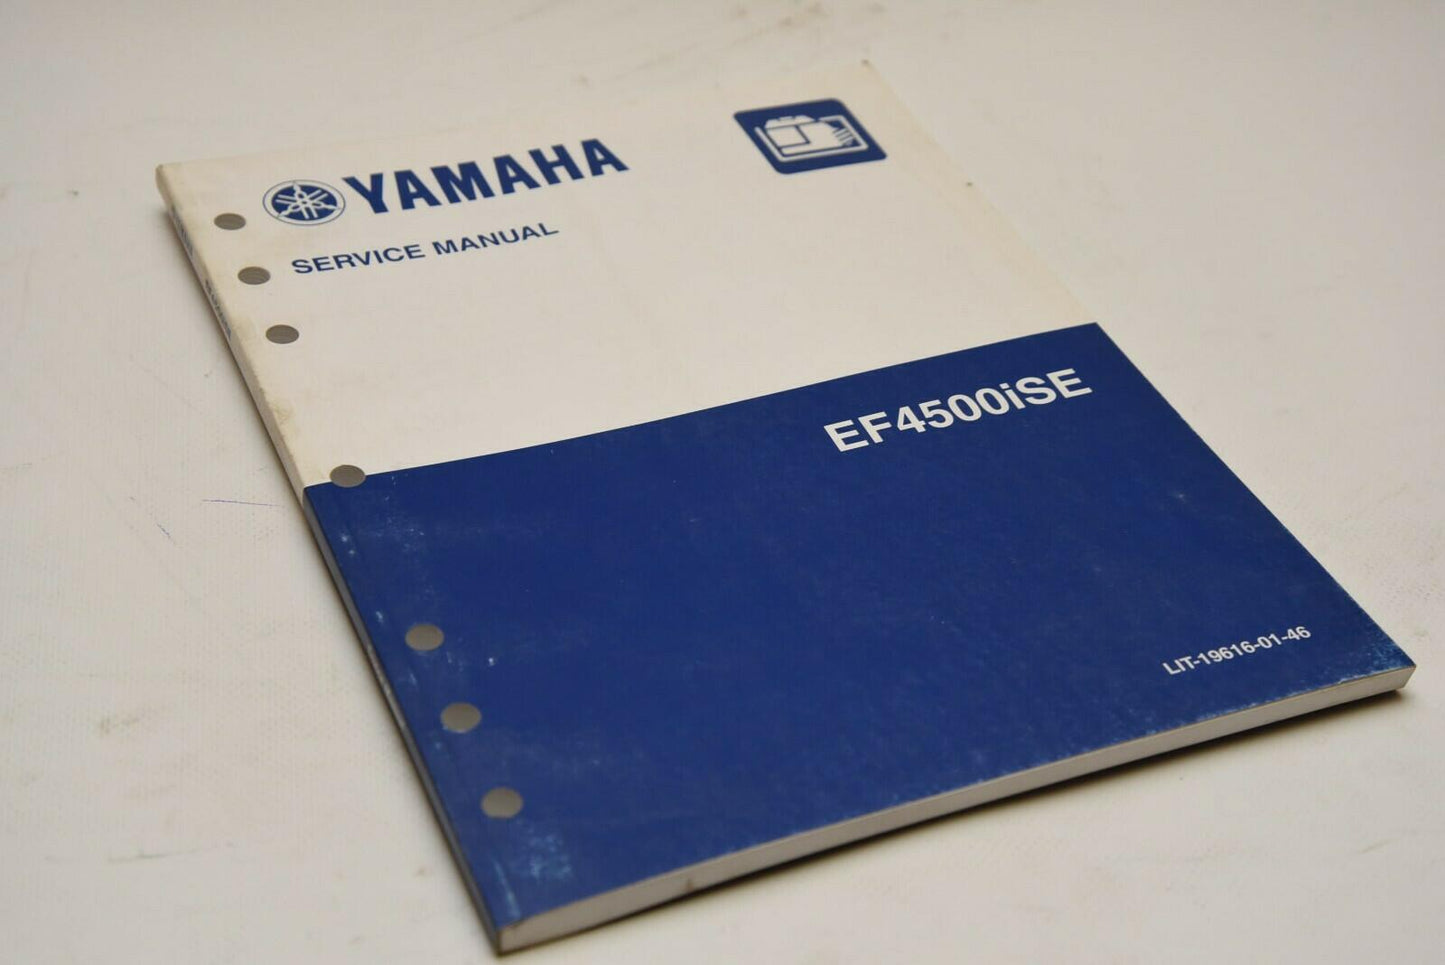 YAMAHA
SERVICE MANUAL
EF4500iSE
LIT-19616-01-46